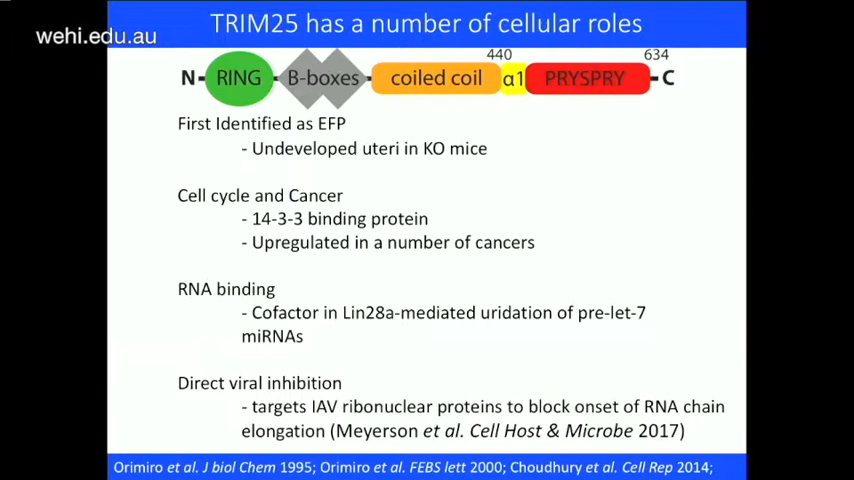 TRIM25 has a number of cellular roles
wehi.edu.au
440
634
N
RING
B-boxes
coiled coil
α1
PRYSPRY
C
First Identified as EFP
- Undeveloped uteri in KO mice
Cell cycle and Cancer
- 14-3-3 binding protein
- Upregulated in a number of cancers
RNA binding
- Cofactor in Lin28a-mediated uridation of pre-let-7
miRNAs
Direct viral inhibition
- targets IAV ribonuclear proteins to block onset of RNA chain
elongation (Meyerson et al. Cell Host & Microbe 2017)
Orimiro et al. J biol Chem 1995; Orimiro et al. FEBS lett 2000; Choudhury et al. Cell Rep 2014;